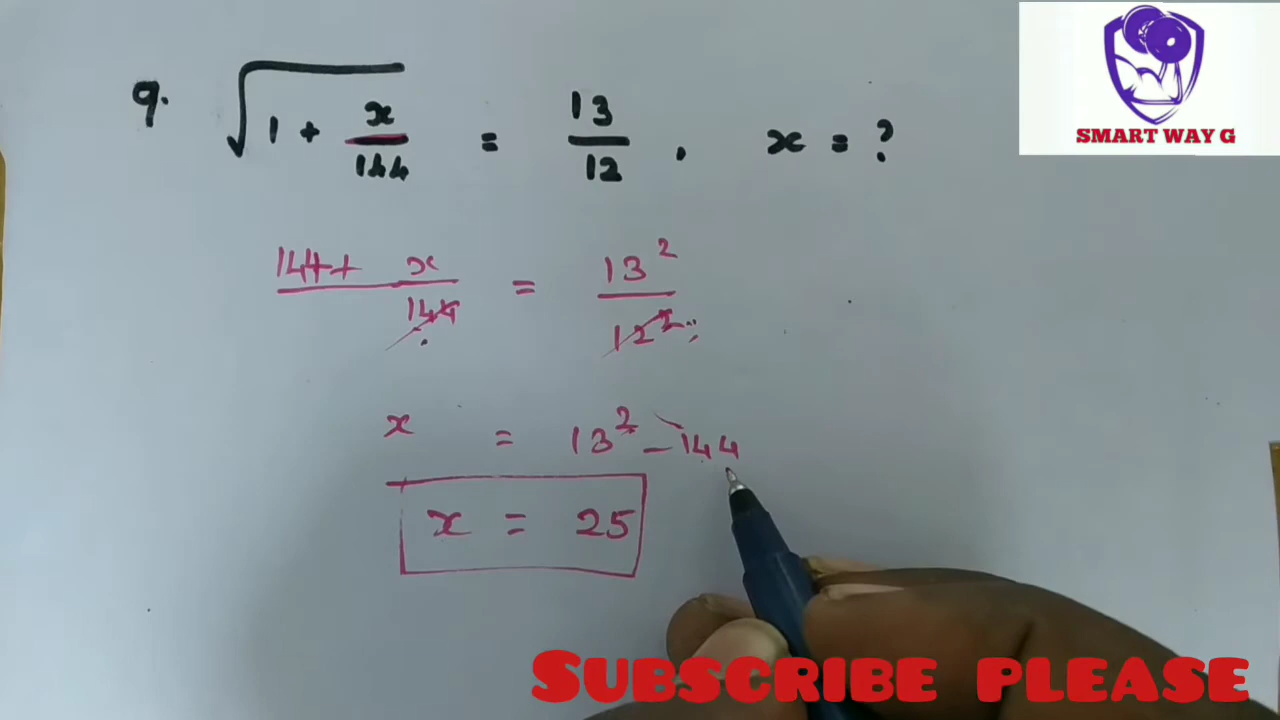 9. √(1 + x/144) = 13/12 , x = ?
SMART WAY G
144 + x / 144 = 13² / 12²
x = 13² - 144
x = 25
SUBSCRIBE PLEASE